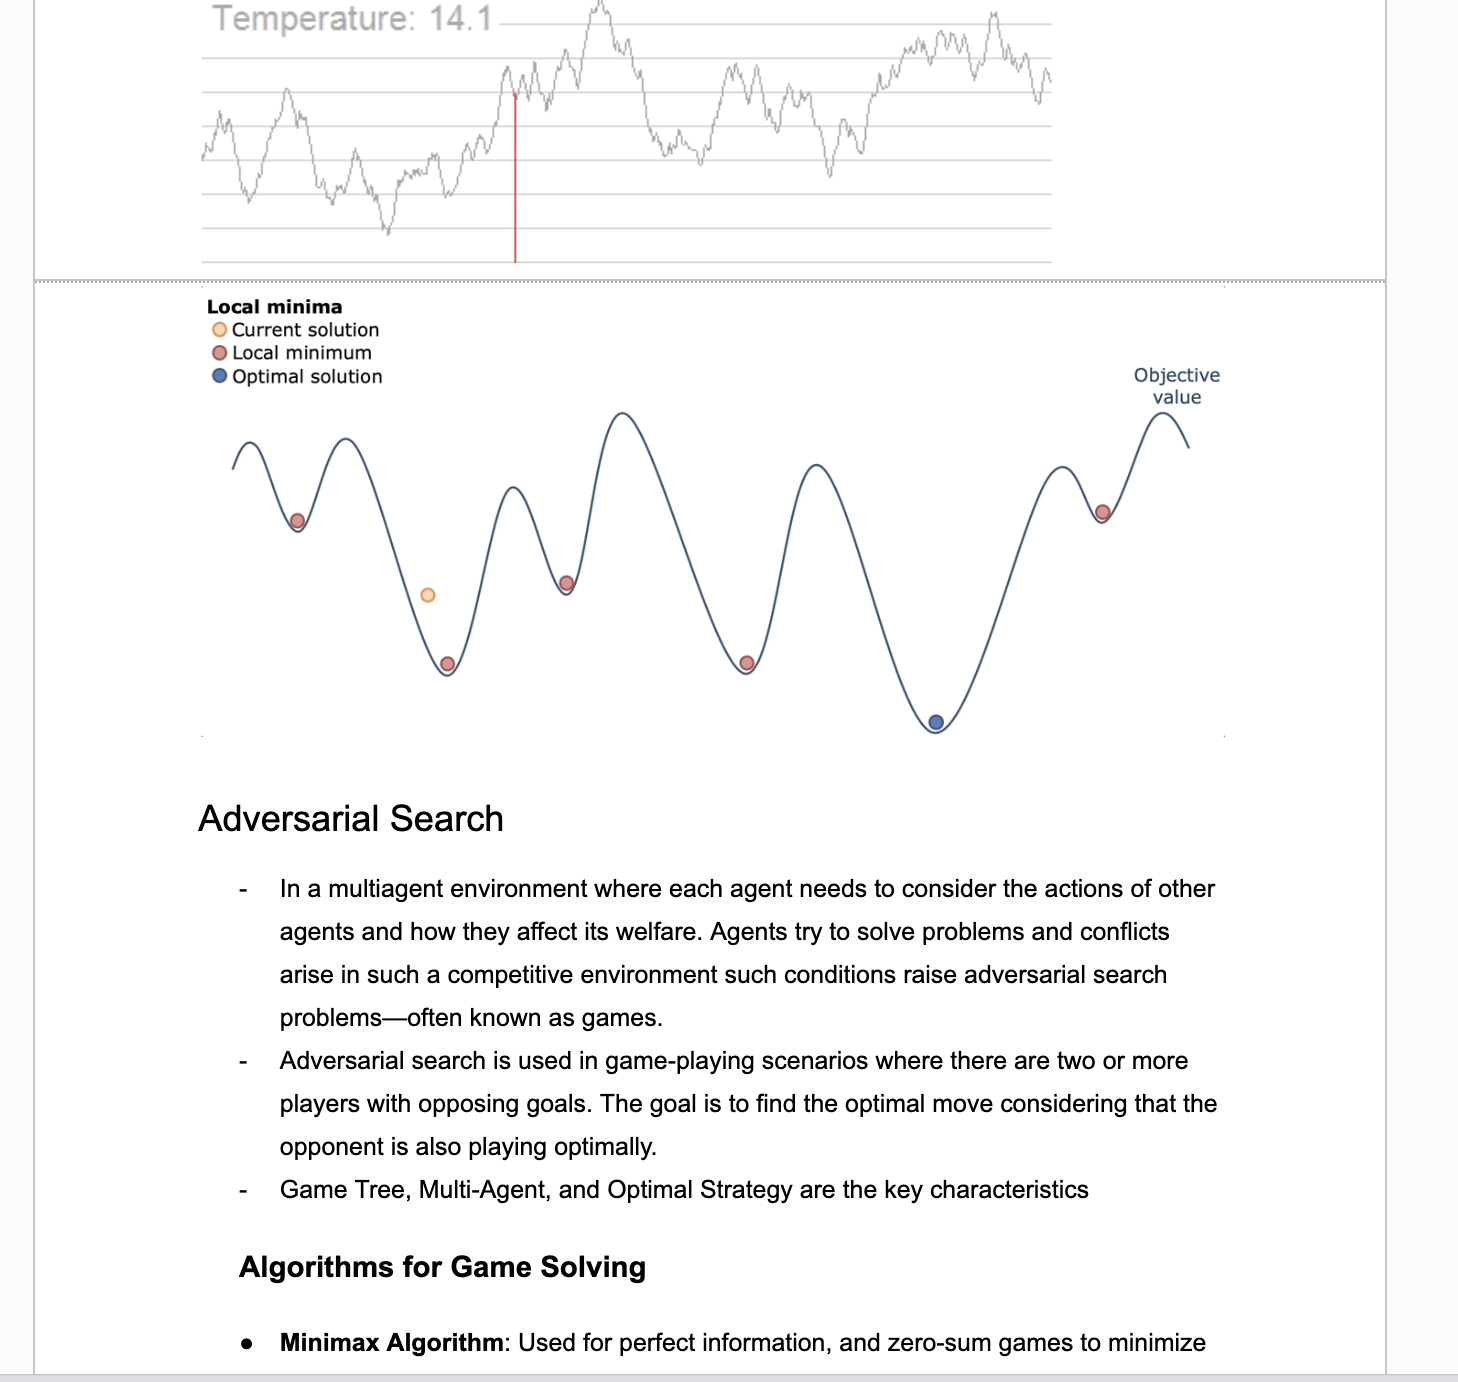 Temperature: 14.1
Local minima
Current solution
Local minimum
Optimal solution
Objective
value
Adversarial Search
- In a multiagent environment where each agent needs to consider the actions of other
agents and how they affect its welfare. Agents try to solve problems and conflicts
arise in such a competitive environment such conditions raise adversarial search
problems—often known as games.
- Adversarial search is used in game-playing scenarios where there are two or more
players with opposing goals. The goal is to find the optimal move considering that the
opponent is also playing optimally.
- Game Tree, Multi-Agent, and Optimal Strategy are the key characteristics
Algorithms for Game Solving
● Minimax Algorithm: Used for perfect information, and zero-sum games to minimize